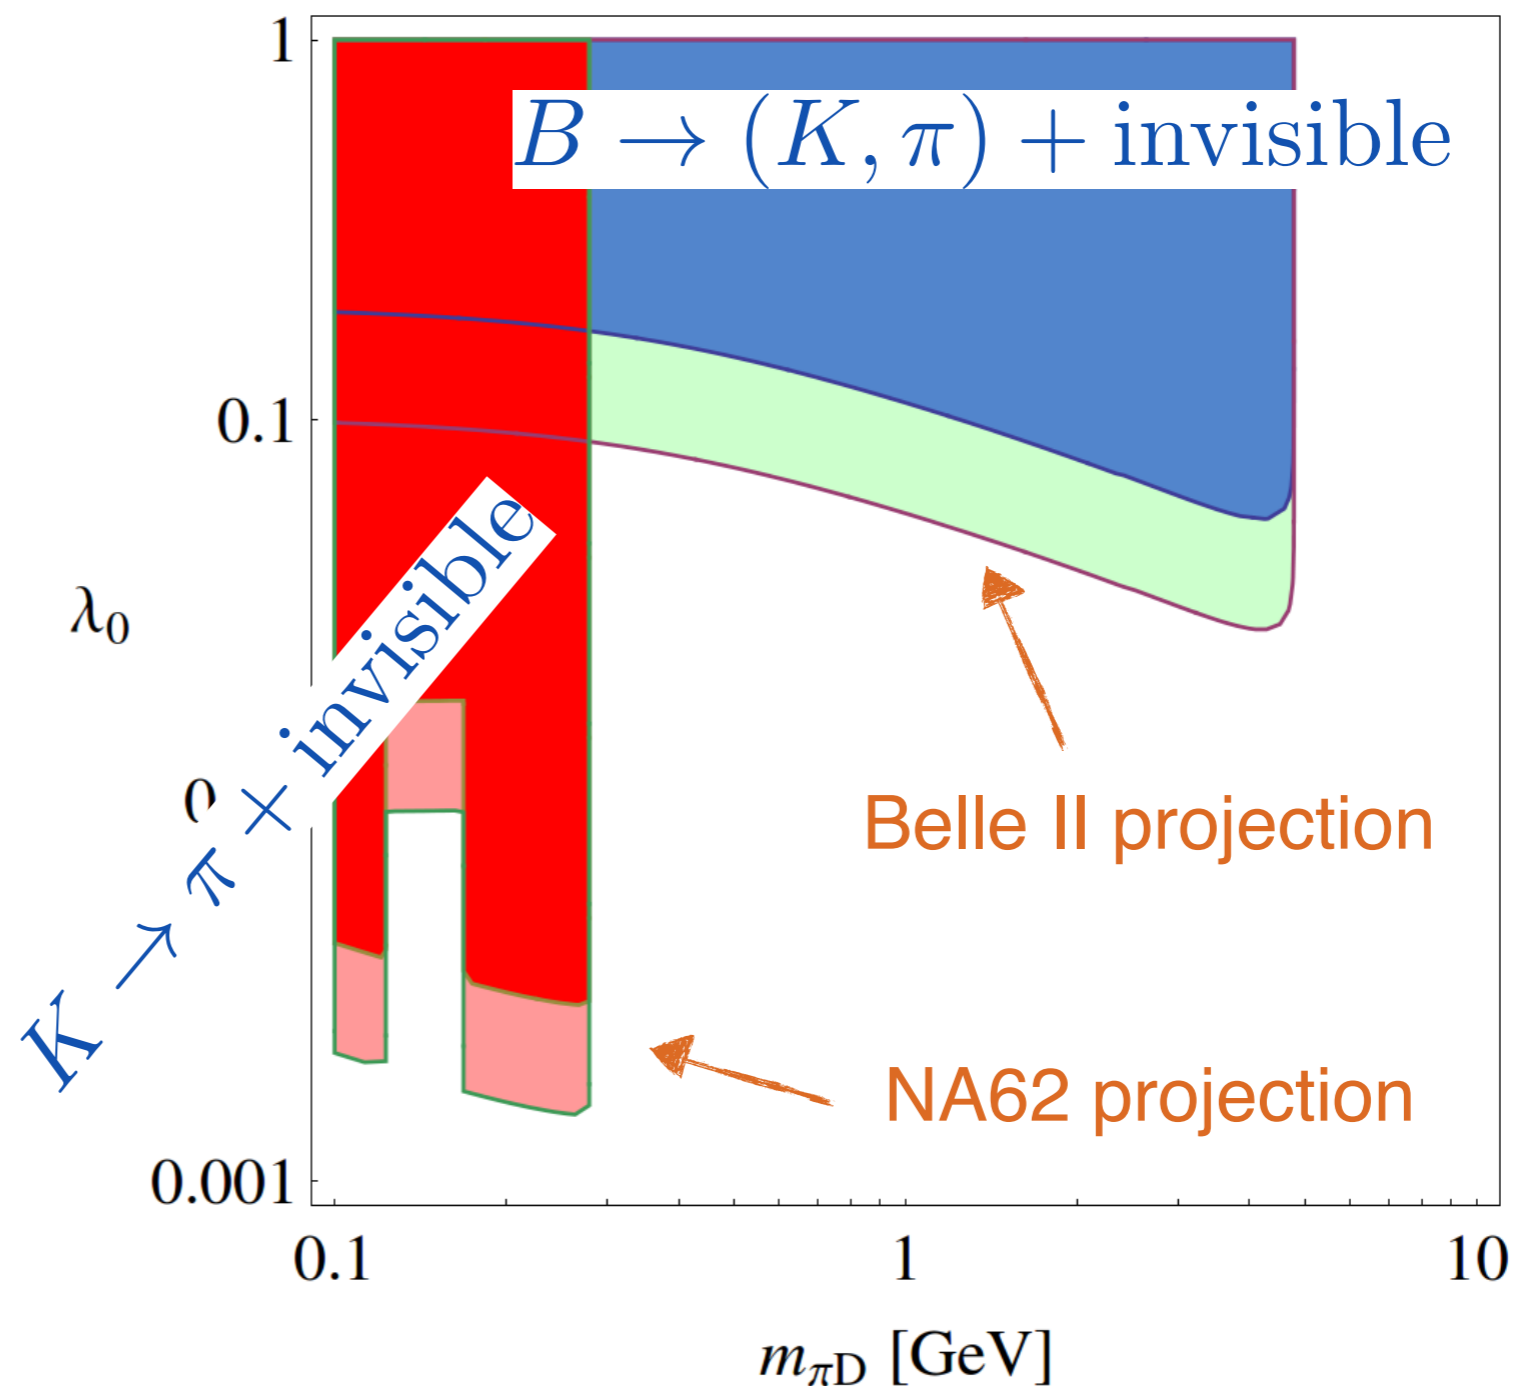 1
B → (K, π) + invisible
0.1
λ₀
K → π + invisible
0
Belle II projection
NA62 projection
0.001
0.1 1 10
m_πD [GeV]